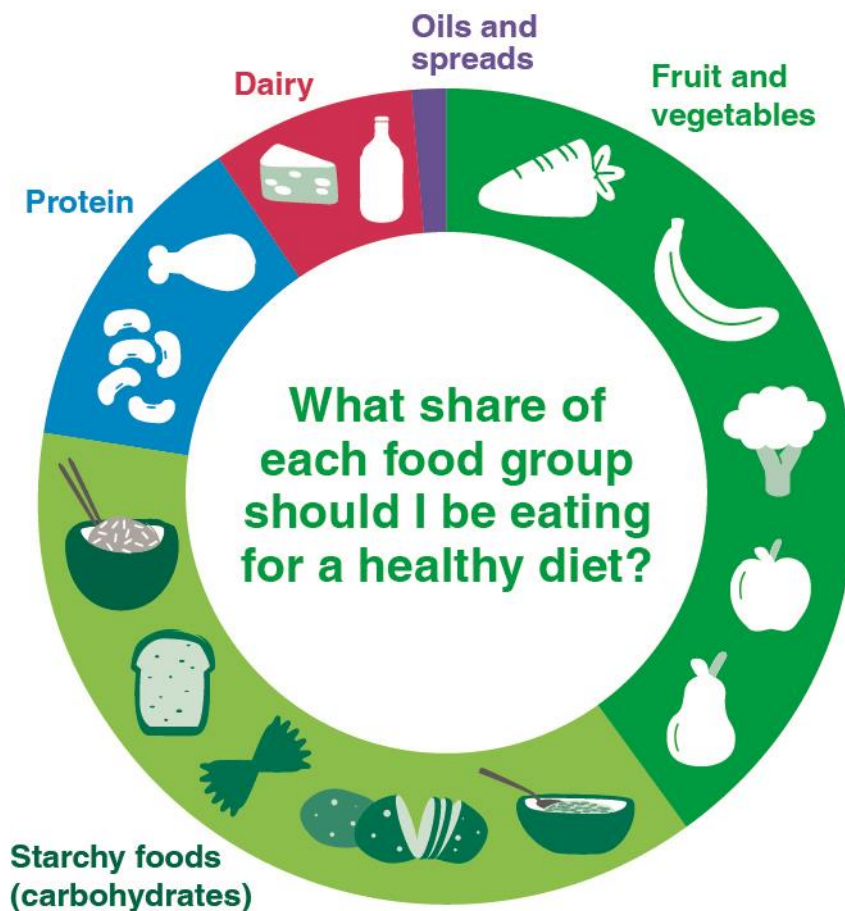 Oils and
spreads
Dairy
Fruit and
vegetables
Protein
What share of
each food group
should I be eating
for a healthy diet?
Starchy foods
(carbohydrates)